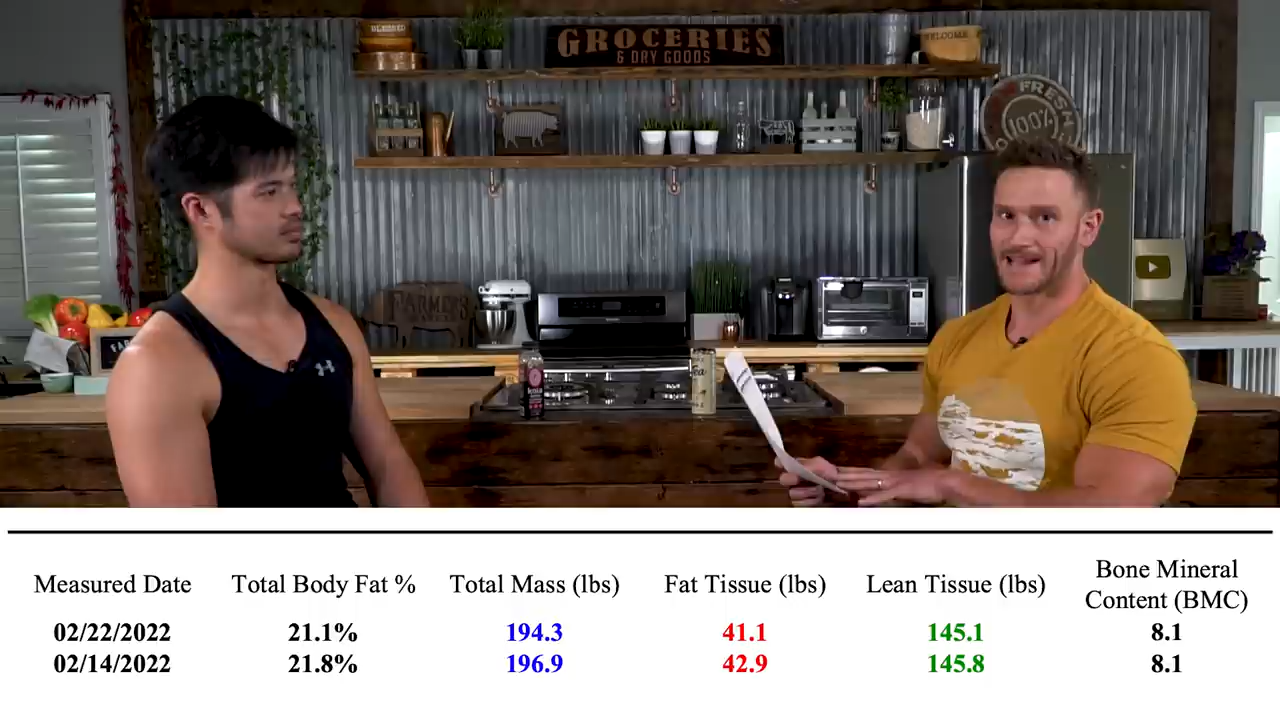 BLESSED
GROCERIES
& DRY GOODS
WELCOME
FRESH
100%
FARMERS
Tea
Measured Date Total Body Fat % Total Mass (lbs) Fat Tissue (lbs) Lean Tissue (lbs) Bone Mineral Content (BMC)
02/22/2022 21.1% 194.3 41.1 145.1 8.1
02/14/2022 21.8% 196.9 42.9 145.8 8.1